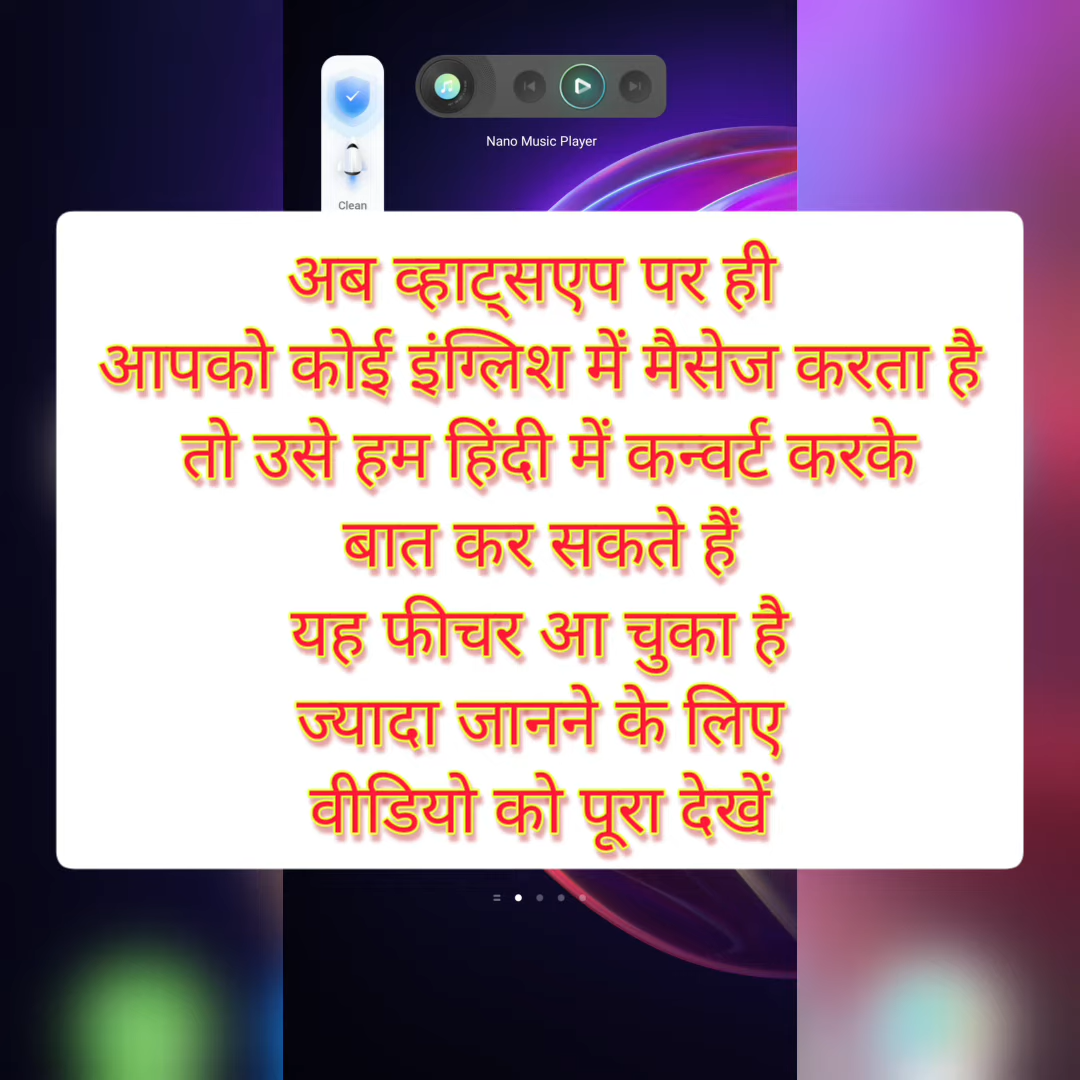 Nano Music Player
Clean
अब व्हाट्सएप पर ही
आपको कोई इंग्लिश में मैसेज करता है
तो उसे हम हिंदी में कन्वर्ट करके
बात कर सकते हैं
यह फीचर आ चुका है
ज्यादा जानने के लिए
वीडियो को पूरा देखें